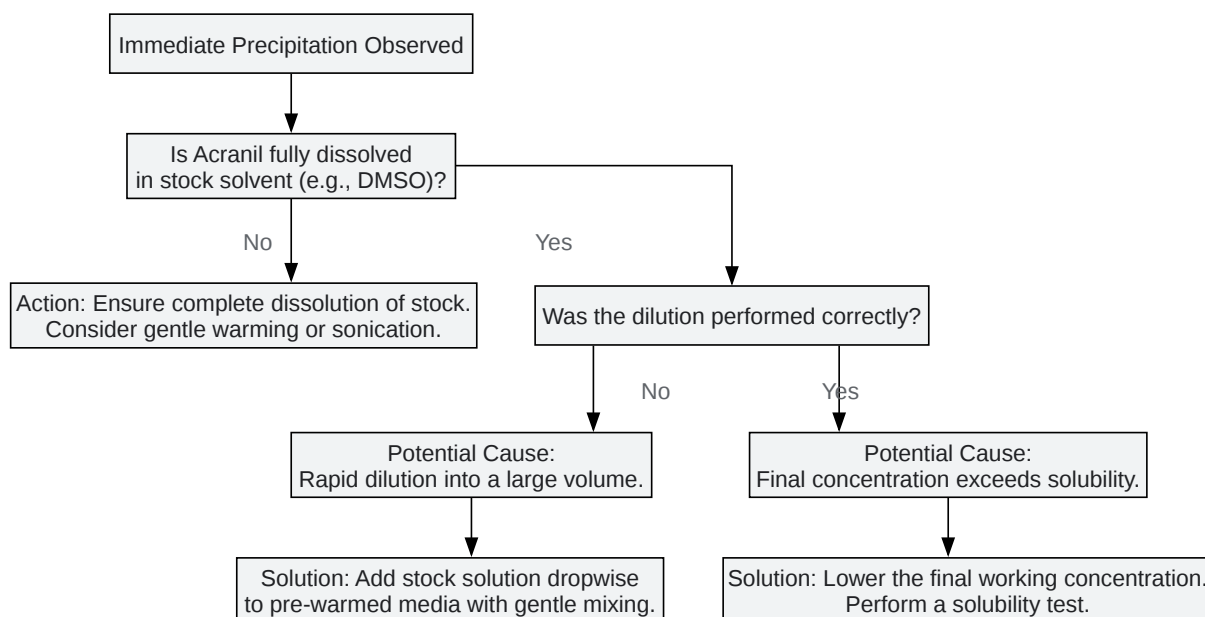 Immediate Precipitation Observed
Is Acranil fully dissolved
in stock solvent (e.g., DMSO)?
No
Yes
Action: Ensure complete dissolution of stock.
Consider gentle warming or sonication.
Was the dilution performed correctly?
No
Yes
Potential Cause:
Rapid dilution into a large volume.
Potential Cause:
Final concentration exceeds solubility.
Solution: Add stock solution dropwise
to pre-warmed media with gentle mixing.
Solution: Lower the final working concentration.
Perform a solubility test.